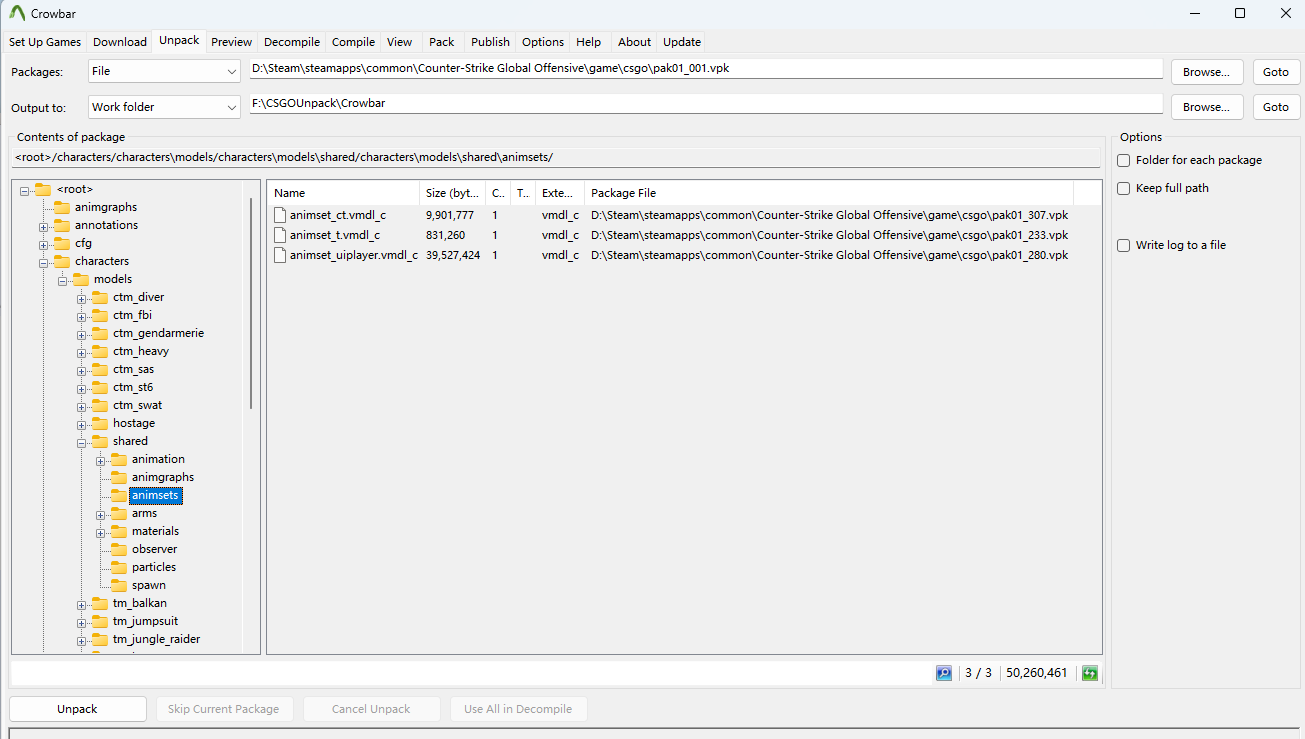 Crowbar
Set Up Games Download Unpack Preview Decompile Compile View Pack Publish Options Help About Update
Packages: File D:\Steam\steamapps\common\Counter-Strike Global Offensive\game\csgo\pak01_001.vpk Browse... Goto
Output to: Work folder F:\CSGOUnpack\Crowbar Browse... Goto
Contents of package
<root>/characters/characters\models/characters\models\shared/characters\models\shared\animsets/
<root>
animgraphs
annotations
cfg
characters
models
ctm_diver
ctm_fbi
ctm_gendarmerie
ctm_heavy
ctm_sas
ctm_st6
ctm_swat
hostage
shared
animation
animgraphs
animsets
arms
materials
observer
particles
spawn
tm_balkan
tm_jumpsuit
tm_jungle_raider
Name Size (byt... C.. T.. Exte... Package File
animset_ct.vmdl_c 9,901,777 1 vmdl_c D:\Steam\steamapps\common\Counter-Strike Global Offensive\game\csgo\pak01_307.vpk
animset_t.vmdl_c 831,260 1 vmdl_c D:\Steam\steamapps\common\Counter-Strike Global Offensive\game\csgo\pak01_233.vpk
animset_uiplayer.vmdl_c 39,527,424 1 vmdl_c D:\Steam\steamapps\common\Counter-Strike Global Offensive\game\csgo\pak01_280.vpk
3 / 3 50,260,461
Options
Folder for each package
Keep full path
Write log to a file
Unpack Skip Current Package Cancel Unpack Use All in Decompile